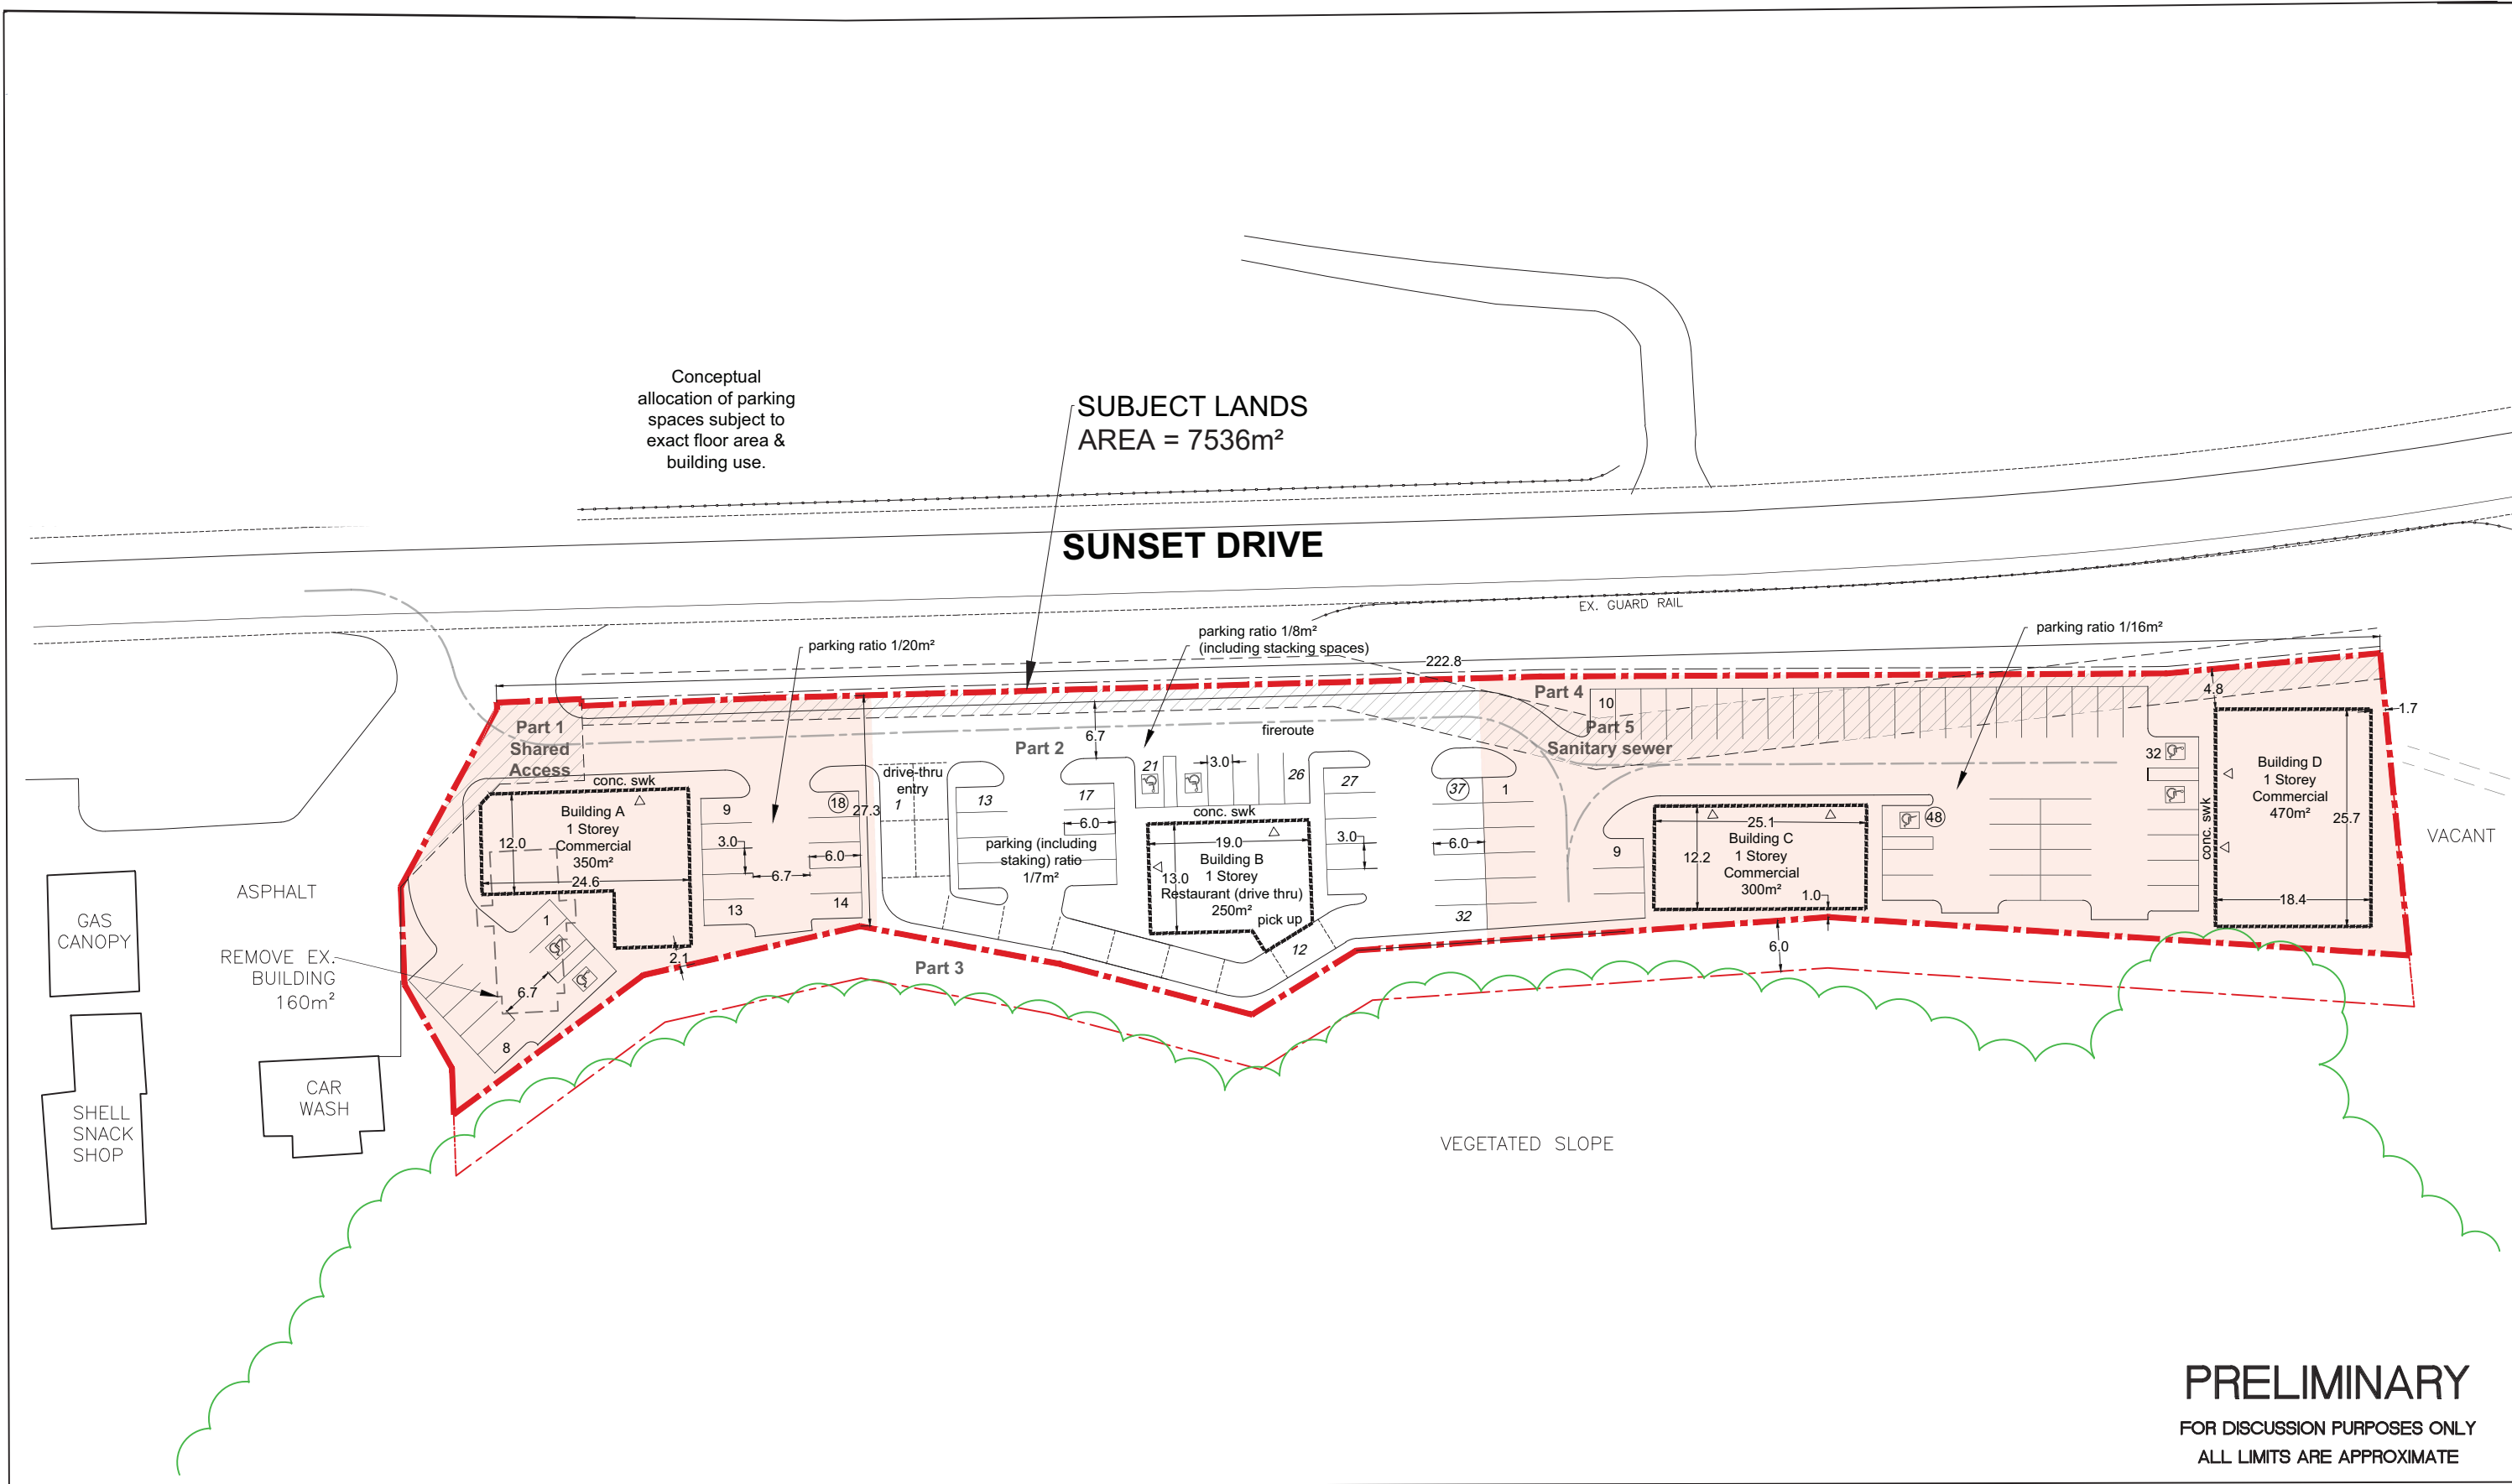 Conceptual
allocation of parking
spaces subject to
exact floor area &
building use.
SUBJECT LANDS
AREA = 7536m²
SUNSET DRIVE
EX. GUARD RAIL
parking ratio 1/20m²
parking ratio 1/8m²
(including stacking spaces)
parking ratio 1/16m²
222.8
Part 1
Shared
Access
conc. swk
Building A
1 Storey
Commercial
350m²
12.0
24.6
2.1
1
6.7
8
9
3.0
6.7
13
18
6.0
14
27.3
drive-thru
entry
1
Part 2
6.7
fireroute
13
17
6.0
parking (including
staking) ratio
1/7m²
21
3.0
26
conc. swk
19.0
Building B
1 Storey
Restaurant (drive thru)
250m²
13.0
pick up
12
27
3.0
37
6.0
32
Part 3
Part 4
10
Part 5
Sanitary sewer
1
9
25.1
Building C
1 Storey
Commercial
300m²
12.2
1.0
6.0
48
32
conc. swk
4.8
1.7
Building D
1 Storey
Commercial
470m²
25.7
18.4
VACANT
ASPHALT
GAS
CANOPY
REMOVE EX.
BUILDING
160m²
CAR
WASH
SHELL
SNACK
SHOP
VEGETATED SLOPE
PRELIMINARY
FOR DISCUSSION PURPOSES ONLY
ALL LIMITS ARE APPROXIMATE